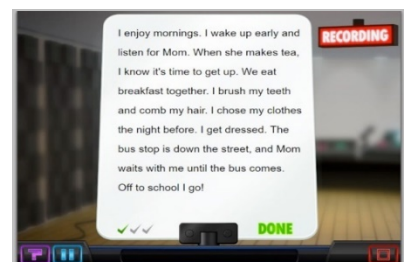 RECORDING
I enjoy mornings. I wake up early and
listen for Mom. When she makes tea,
I know it's time to get up. We eat
breakfast together. I brush my teeth
and comb my hair. I chose my clothes
the night before. I get dressed. The
bus stop is down the street, and Mom
waits with me until the bus comes.
Off to school I go!
DONE